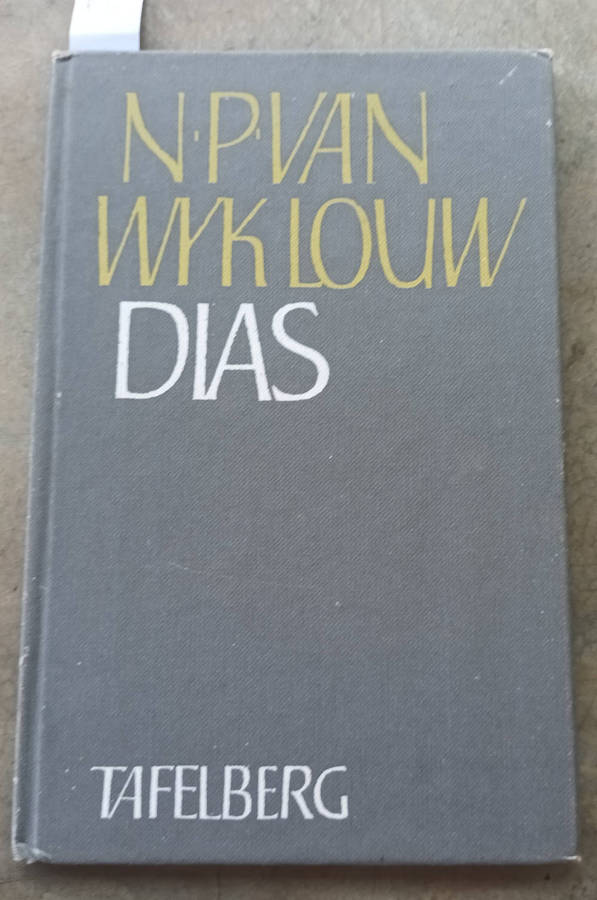 N·P·VAN
WYK LOUW
DIAS
TAFELBERG